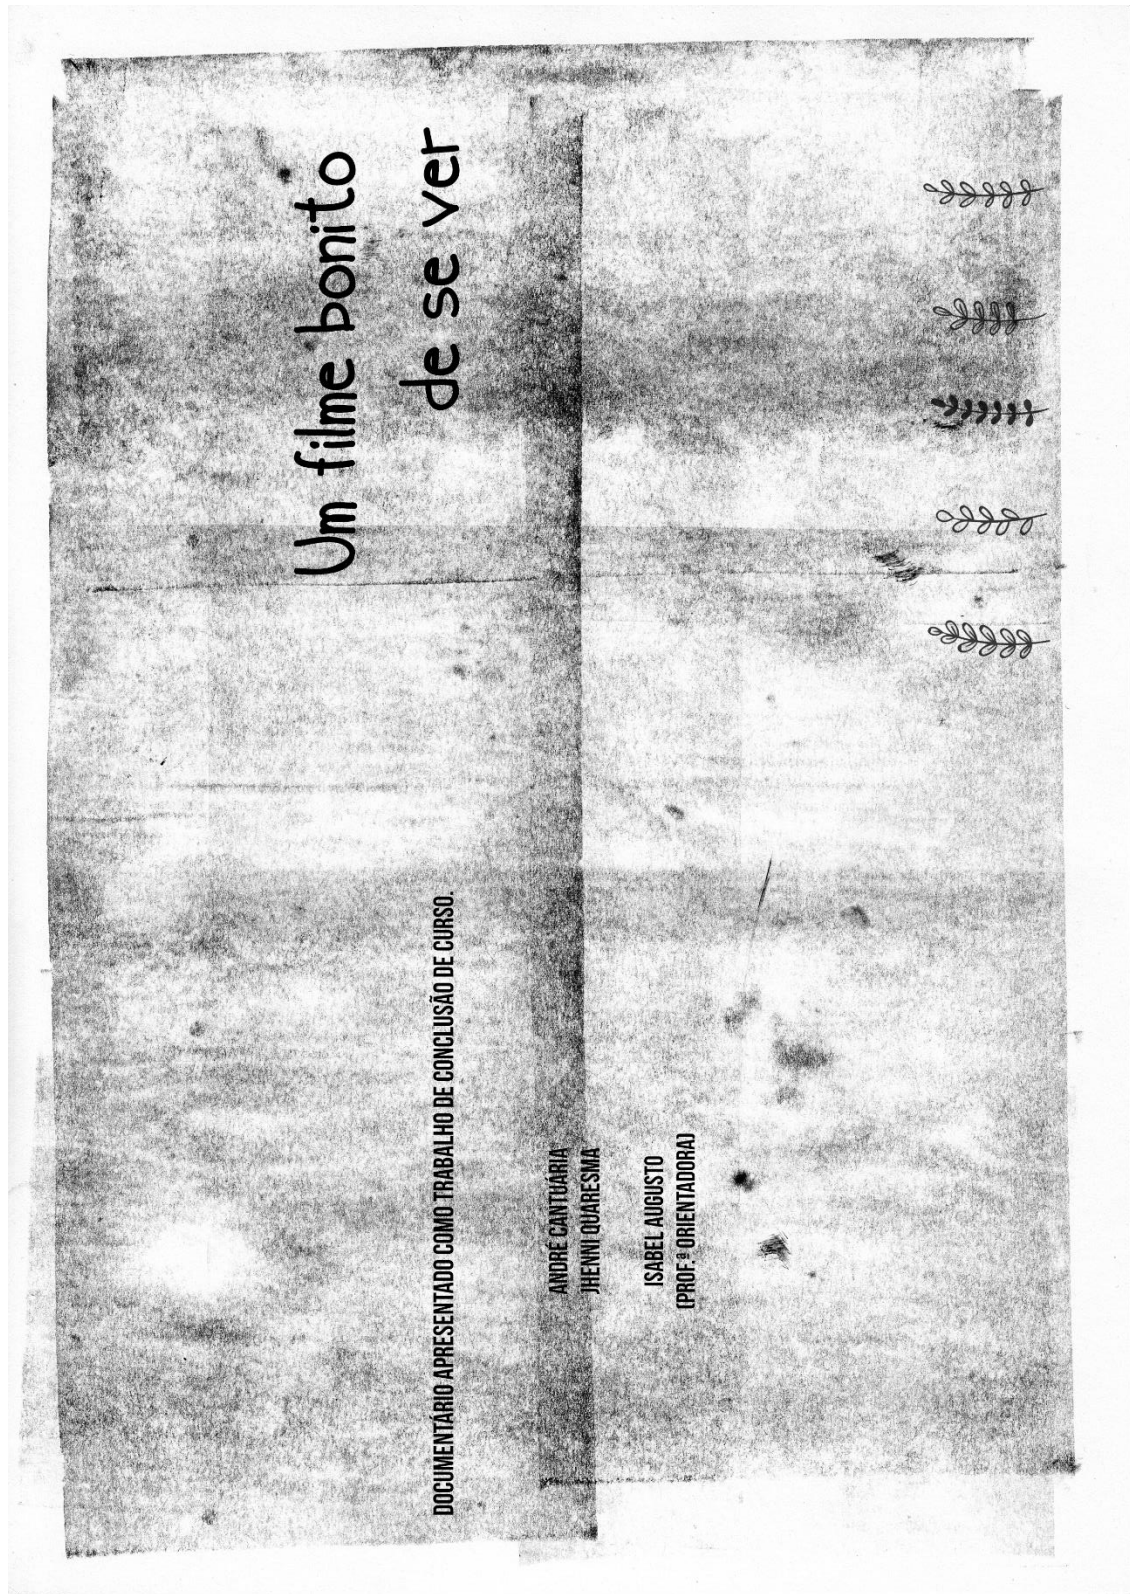 Um filme bonito
de se ver
DOCUMENTÁRIO APRESENTADO COMO TRABALHO DE CONCLUSÃO DE CURSO.
ANDRÉ CANTUÁRIA
JHENNI QUARESMA
ISABEL AUGUSTO
(PROF.ª ORIENTADORA)